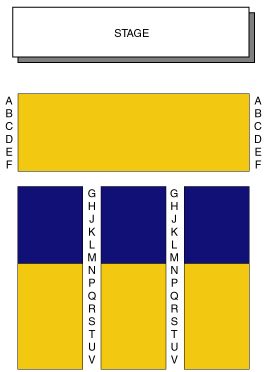 STAGE
A A
B B
C C
D D
E E
F F
G G
H H
J J
K K
L L
M M
N N
P P
Q Q
R R
S S
T T
U U
V V